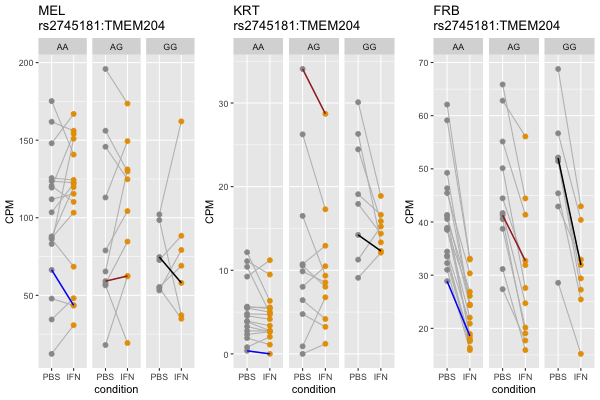 MEL
rs2745181:TMEM204
AA
AG
GG
200
150
100
50
CPM
PBS IFN
PBS IFN
PBS IFN
condition
KRT
rs2745181:TMEM204
AA
AG
GG
30
20
10
0
CPM
PBS IFN
PBS IFN
PBS IFN
condition
FRB
rs2745181:TMEM204
AA
AG
GG
70
60
50
40
30
20
CPM
PBS IFN
PBS IFN
PBS IFN
condition